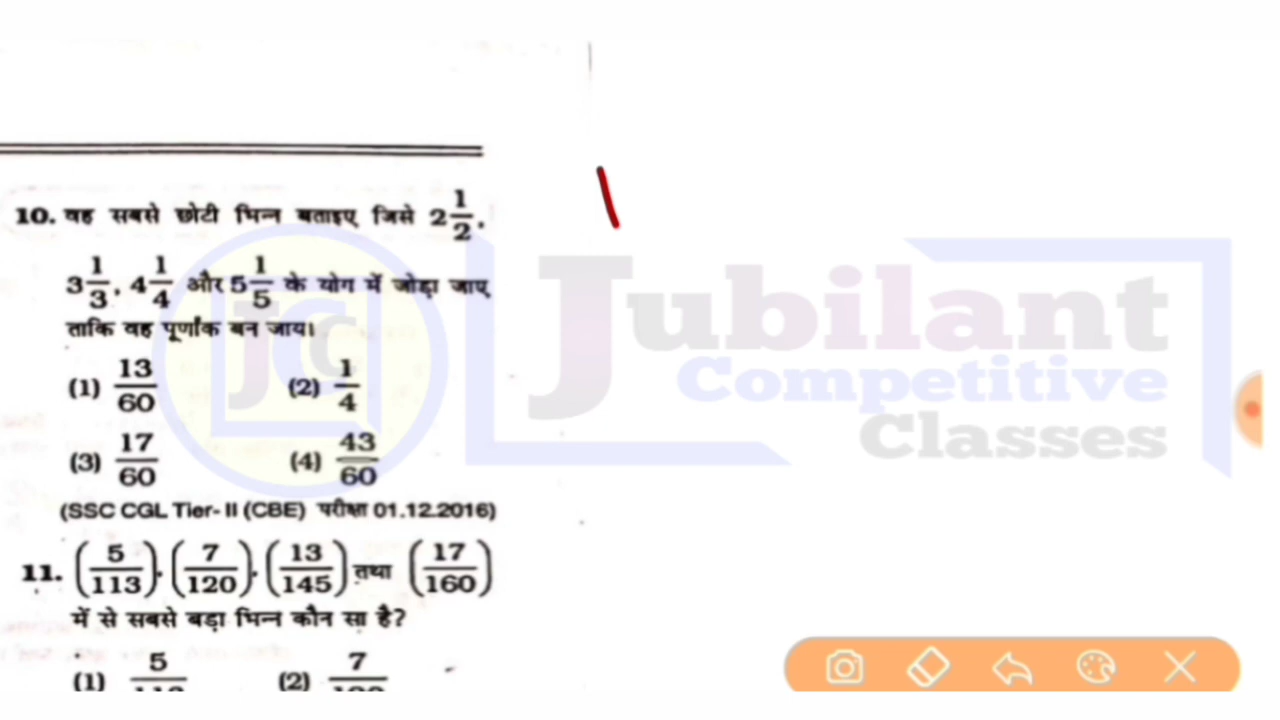 10. वह सबसे छोटी भिन्न बताइए जिसे 2 1/2,
3 1/3, 4 1/4 और 5 1/5 के योग में जोड़ा जाए
ताकि वह पूर्णांक बन जाय।
(1) 13/60 (2) 1/4
(3) 17/60 (4) 43/60
(SSC CGL Tier- II (CBE) परीक्षा 01.12.2016)
11. (5/113), (7/120), (13/145) तथा (17/160)
में से सबसे बड़ा भिन्न कौन सा है?
(1) 5 (2) 7
JC
Jubilant
Competitive
Classes